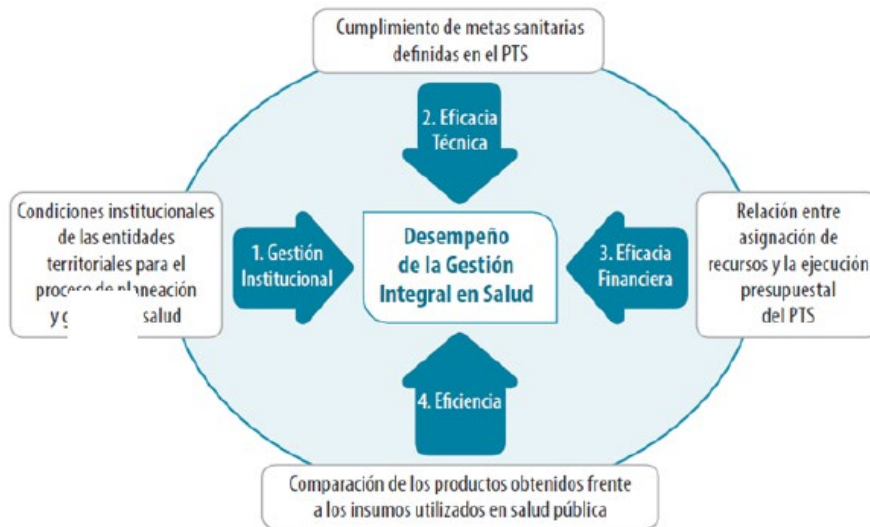 Cumplimiento de metas sanitarias
definidas en el PTS
2. Eficacia
Técnica
Condiciones institucionales
de las entidades
territoriales para el
proceso de planeación
y salud
1. Gestión
Institucional
Desempeño
de la Gestión
Integral en Salud
3. Eficacia
Financiera
Relación entre
asignación de
recursos y la ejecución
presupuestal
del PTS
4. Eficiencia
Comparación de los productos obtenidos frente
a los insumos utilizados en salud pública